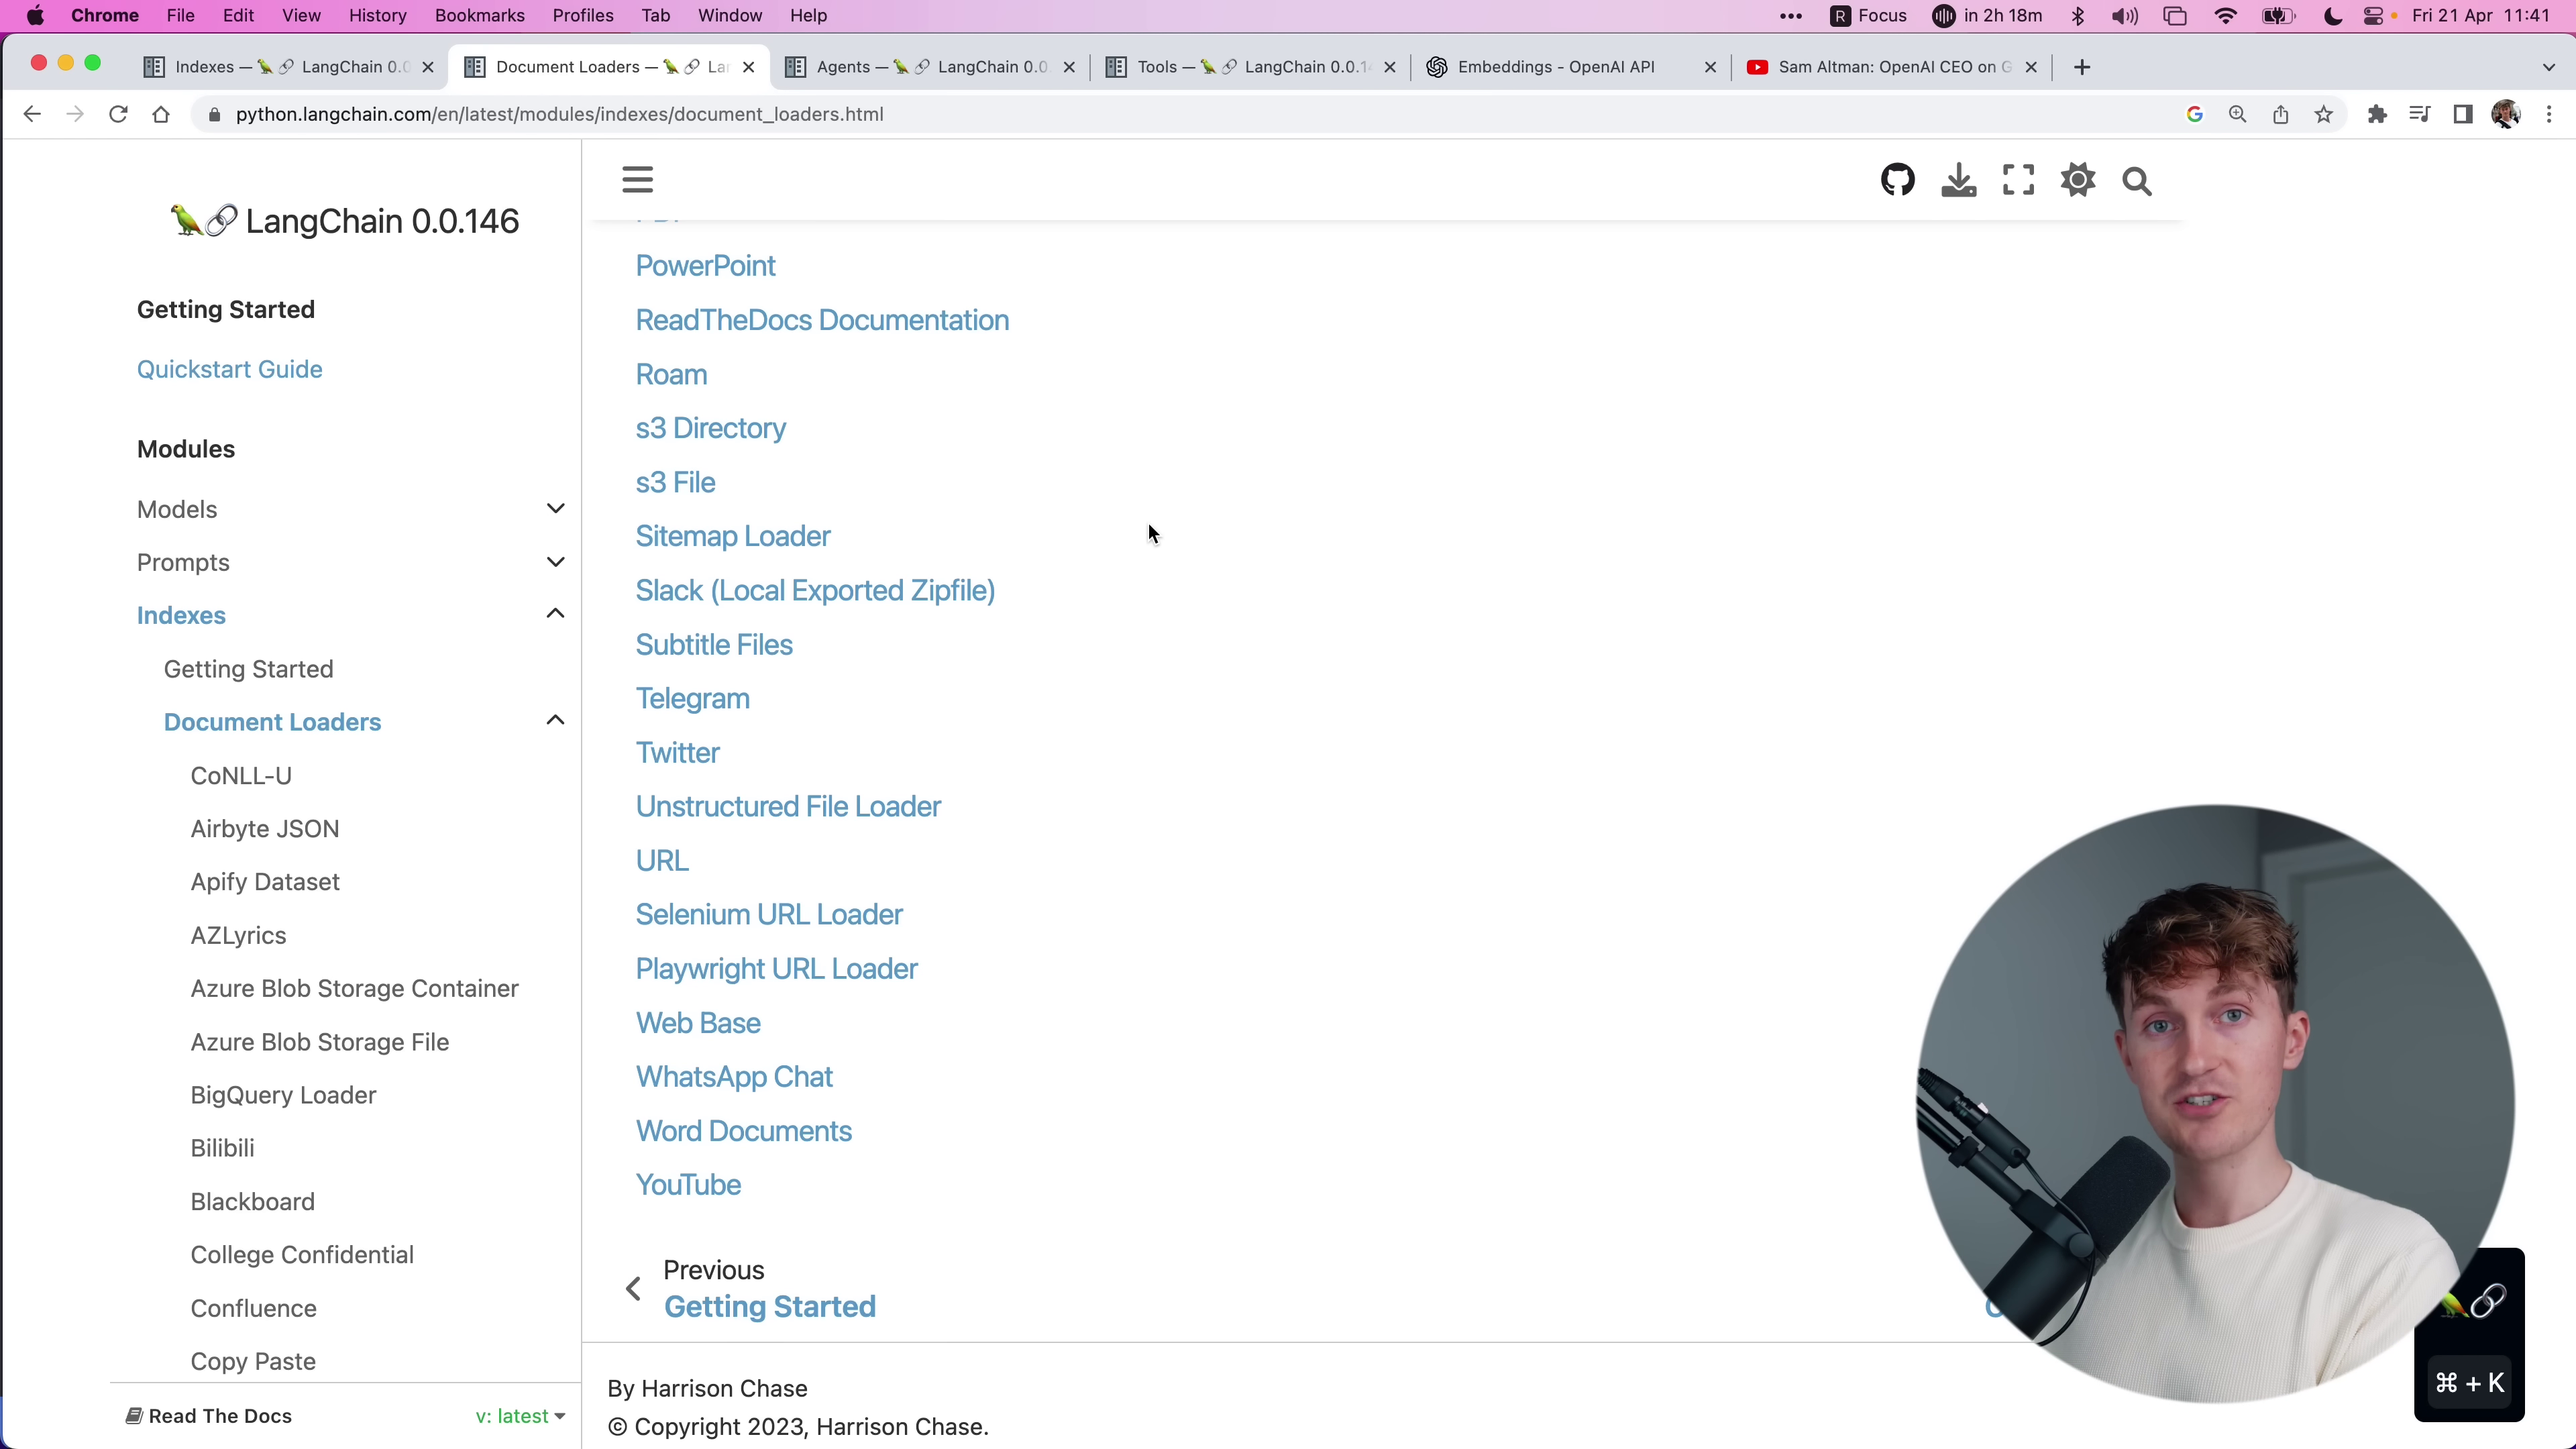 Chrome File Edit View History Bookmarks Profiles Tab Window Help
R Focus in 2h 18m Fri 21 Apr 11:41
Indexes — 🦜🔗 LangChain 0.0
Document Loaders — 🦜🔗 La
Agents — 🦜🔗 LangChain 0.0
Tools — 🦜🔗 LangChain 0.0.14
Embeddings - OpenAI API
Sam Altman: OpenAI CEO on G
python.langchain.com/en/latest/modules/indexes/document_loaders.html
🦜🔗 LangChain 0.0.146
Getting Started
Quickstart Guide
Modules
Models
Prompts
Indexes
Getting Started
Document Loaders
CoNLL-U
Airbyte JSON
Apify Dataset
AZLyrics
Azure Blob Storage Container
Azure Blob Storage File
BigQuery Loader
Bilibili
Blackboard
College Confidential
Confluence
Copy Paste
Read The Docs
v: latest
PowerPoint
ReadTheDocs Documentation
Roam
s3 Directory
s3 File
Sitemap Loader
Slack (Local Exported Zipfile)
Subtitle Files
Telegram
Twitter
Unstructured File Loader
URL
Selenium URL Loader
Playwright URL Loader
Web Base
WhatsApp Chat
Word Documents
YouTube
Previous
Getting Started
By Harrison Chase
© Copyright 2023, Harrison Chase.
⌘ + K